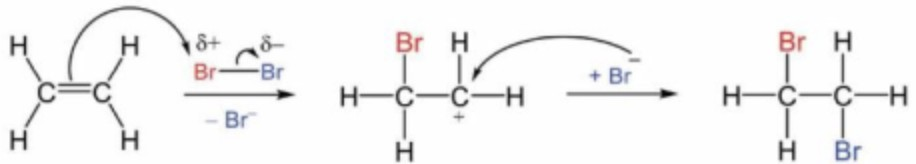 H H δ+ δ− Br H Br H
Br Br
C C H C C H + Br− H C C H
− Br− +
H H H H Br